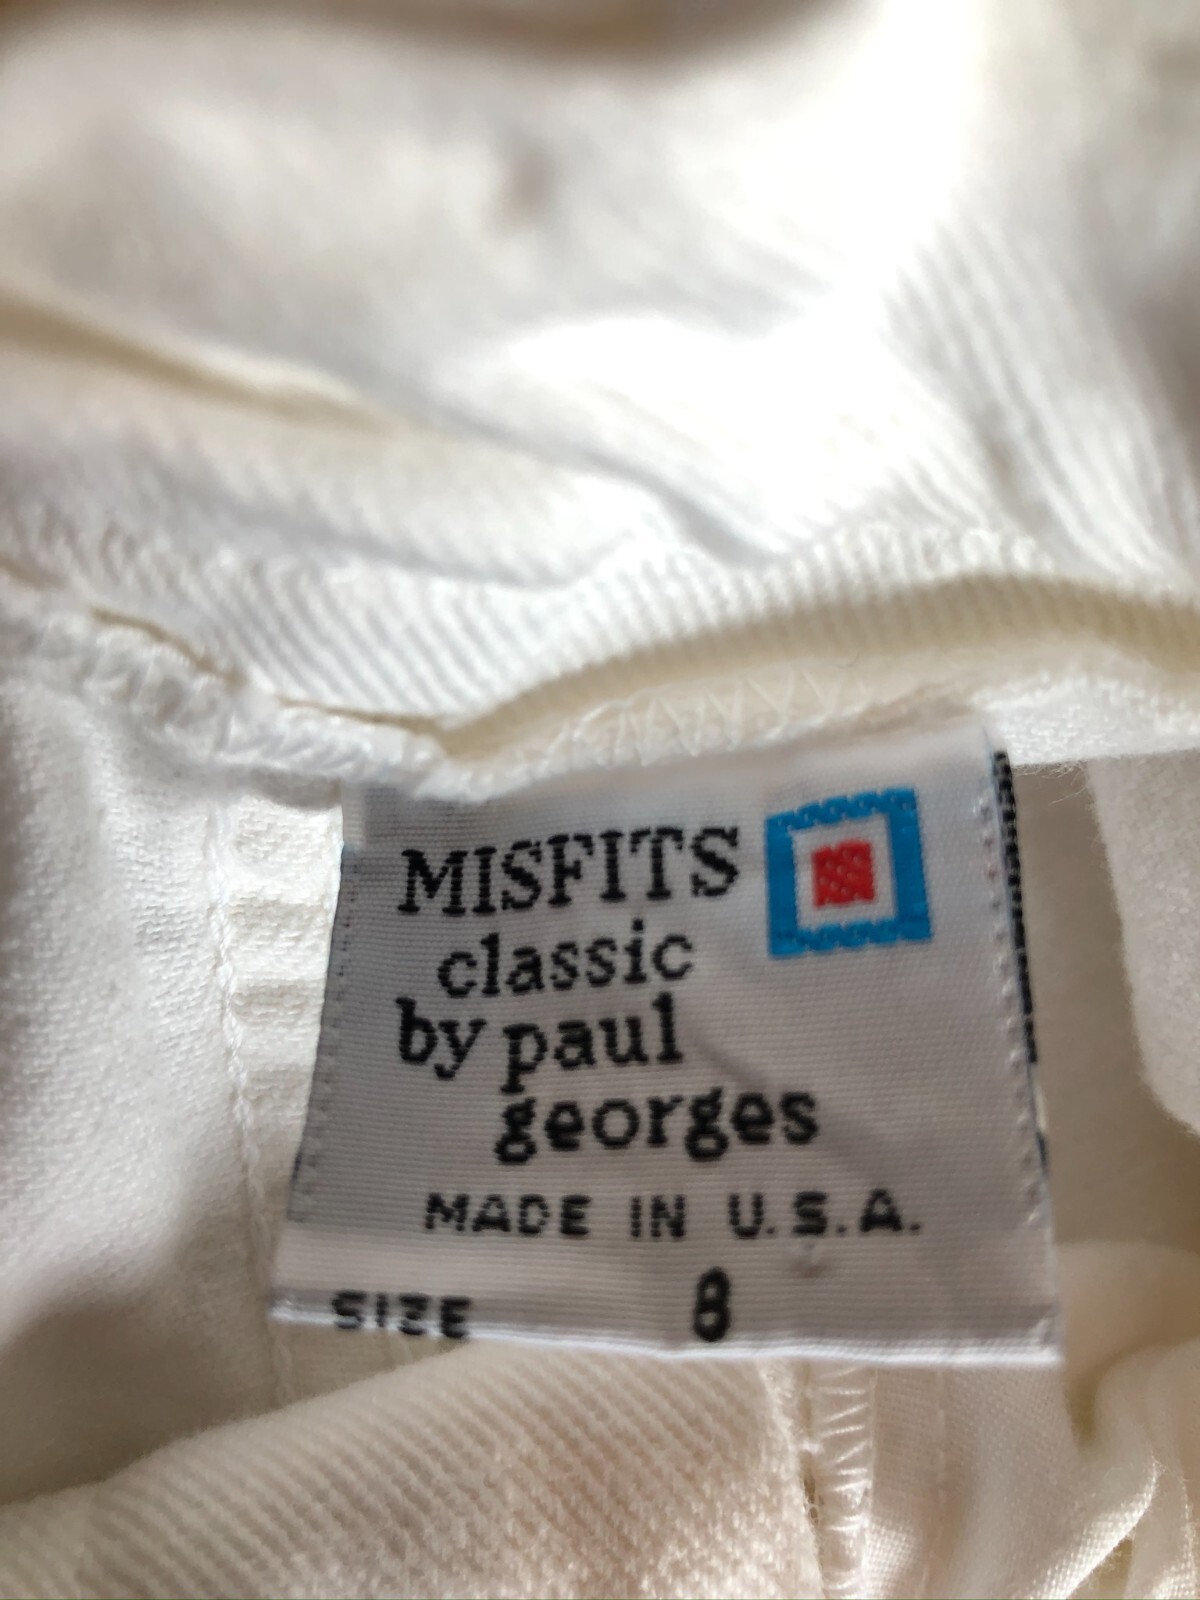 MISFITS
classic
by paul
georges
MADE IN U.S.A.
SIZE 8